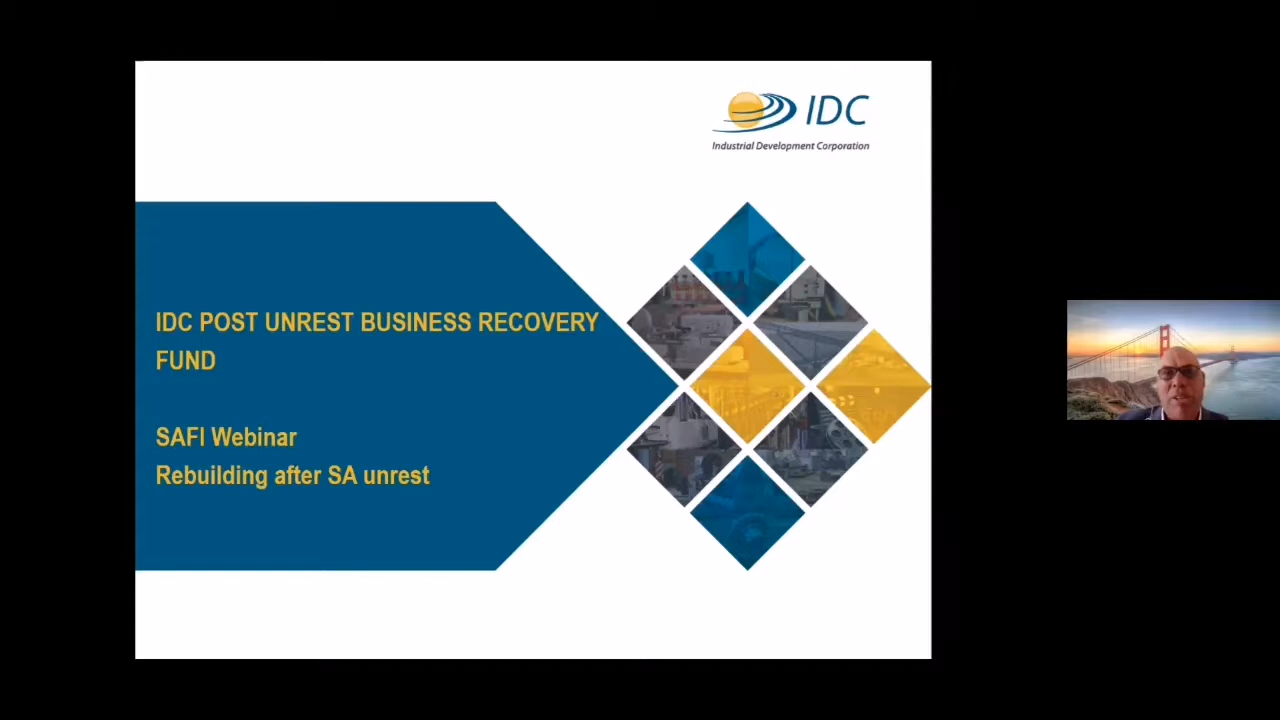 IDC
Industrial Development Corporation
IDC POST UNREST BUSINESS RECOVERY
FUND
SAFI Webinar
Rebuilding after SA unrest